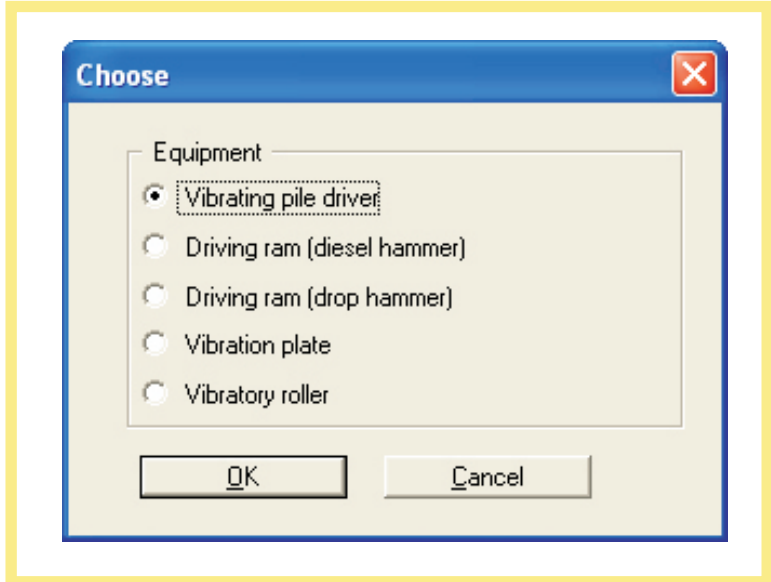 Choose
Equipment
Vibrating pile driver
Driving ram (diesel hammer)
Driving ram (drop hammer)
Vibration plate
Vibratory roller
OK Cancel